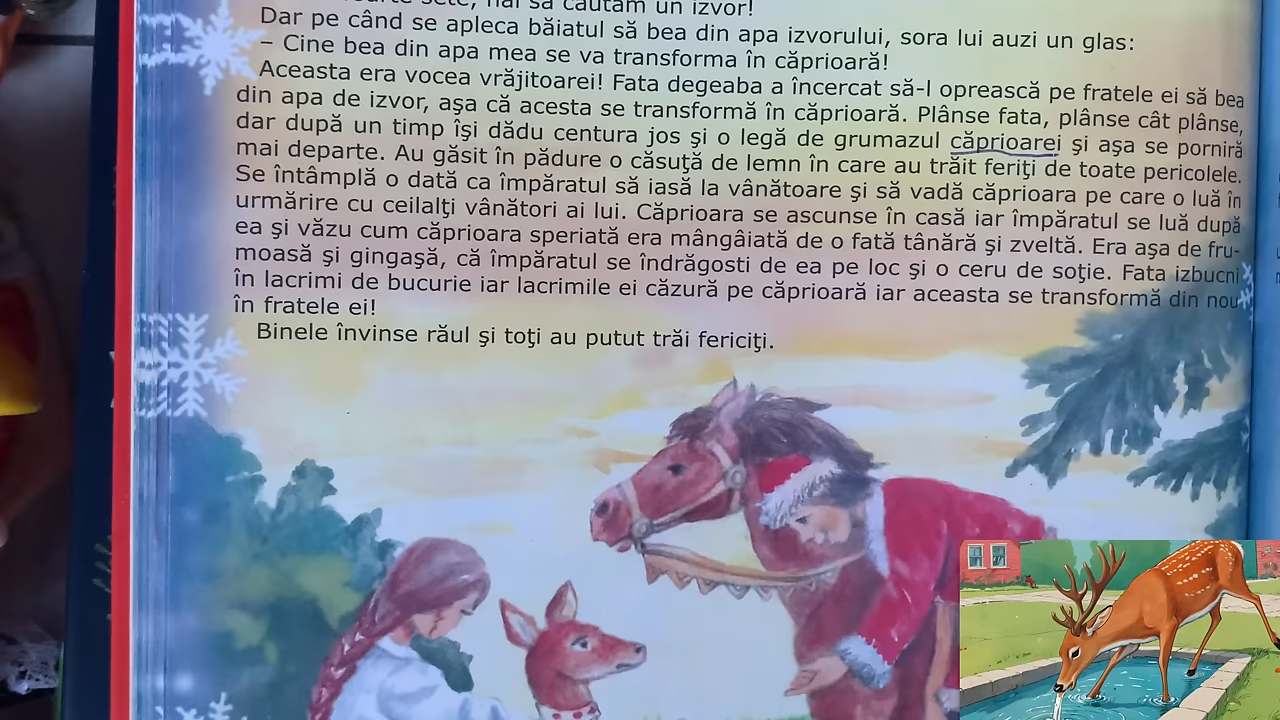 sete, hai să căutăm un izvor!
Dar pe când se apleca băiatul să bea din apa izvorului, sora lui auzi un glas:
– Cine bea din apa mea se va transforma în căprioară!
Aceasta era vocea vrăjitoarei! Fata degeaba a încercat să-l oprească pe fratele ei să bea
din apa de izvor, aşa că acesta se transformă în căprioară. Plânse fata, plânse cât plânse,
dar după un timp îşi dădu centura jos şi o legă de grumazul căprioarei şi aşa se porniră
mai departe. Au găsit în pădure o căsuţă de lemn în care au trăit feriţi de toate pericolele.
Se întâmplă o dată ca împăratul să iasă la vânătoare şi să vadă căprioara pe care o luă în
urmărire cu ceilalţi vânători ai lui. Căprioara se ascunse în casă iar împăratul se luă după
ea şi văzu cum căprioara speriată era mângâiată de o fată tânără şi zveltă. Era aşa de fru-
moasă şi gingaşă, că împăratul se îndrăgosti de ea pe loc şi o ceru de soţie. Fata izbucni
în lacrimi de bucurie iar lacrimile ei căzură pe căprioară iar aceasta se transformă din nou
în fratele ei!
Binele învinse răul şi toţi au putut trăi fericiţi.